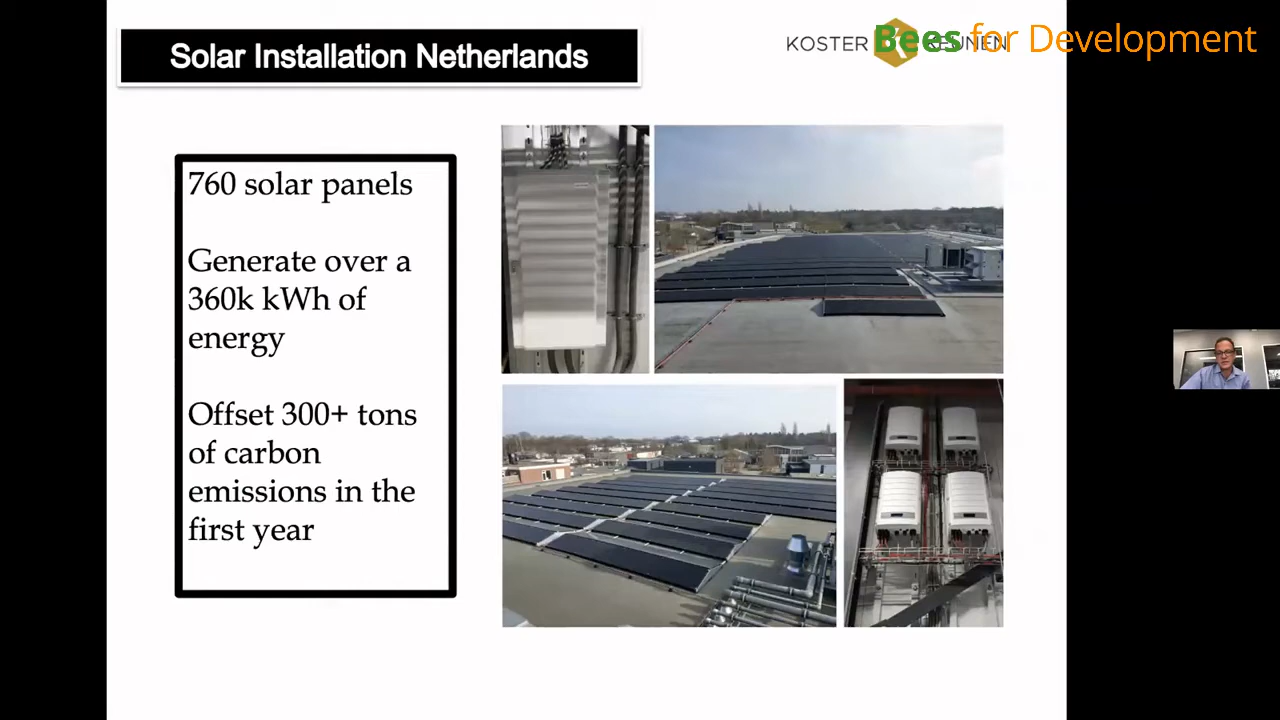 Solar Installation Netherlands
KOSTER KEUNEN
Bees for Development
760 solar panels
Generate over a
360k kWh of
energy
Offset 300+ tons
of carbon
emissions in the
first year